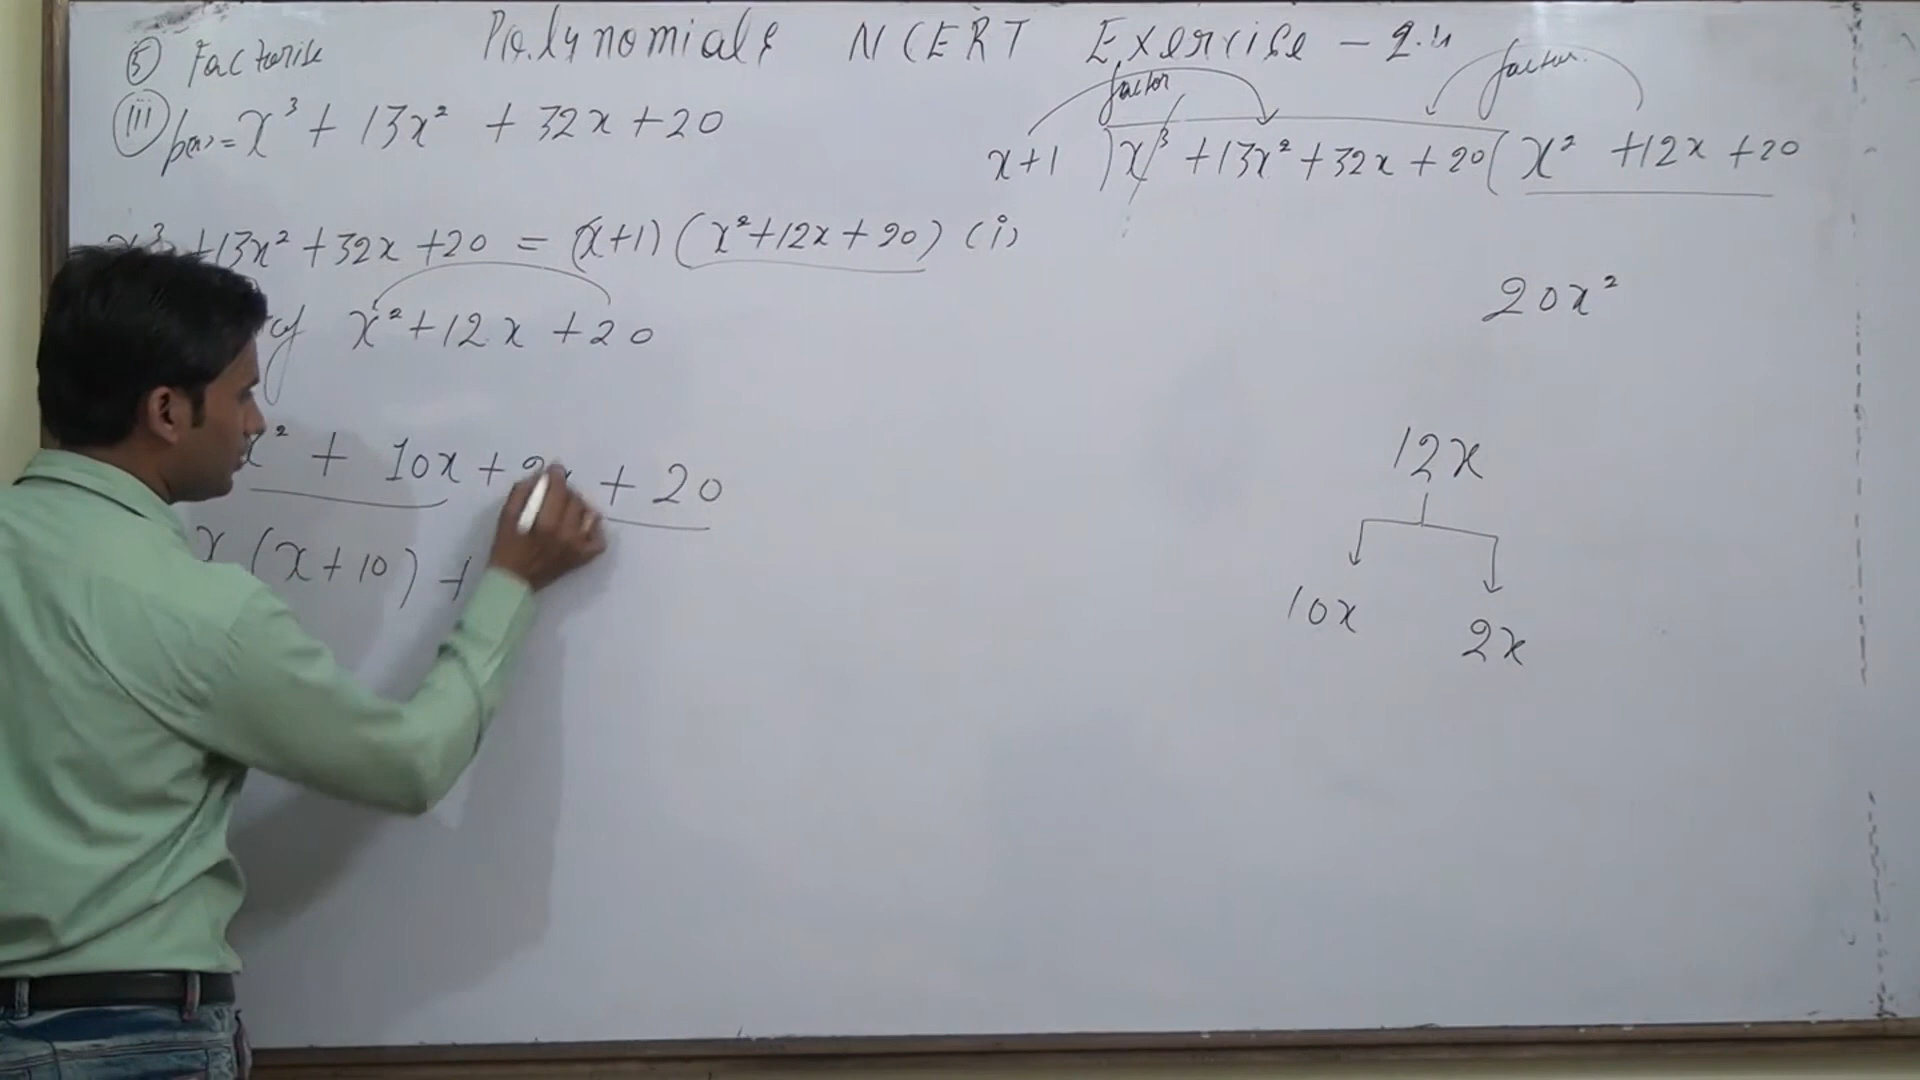 Polynomials NCERT Exercise - 2.4
⑤ Factorise
(iii) p(x) = x³ + 13x² + 32x + 20
factor factor
x+1 ) x³ + 13x² + 32x + 20 ( x² + 12x + 20
x³ + 13x² + 32x + 20 = (x+1) (x² + 12x + 20) (i)
of x² + 12x + 20
20x²
x² + 10x + 2x + 20
x (x + 10) +
12x
10x 2x